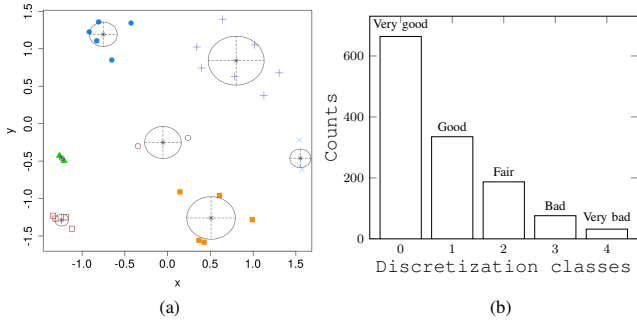 1.5
1.0
0.5
0.0
-0.5
-1.0
-1.5
y
-1.0 -0.5 0.0 0.5 1.0 1.5
x
(a)
600
400
200
0
Counts
Very good
Good
Fair
Bad
Very bad
0 1 2 3 4
Discretization classes
(b)